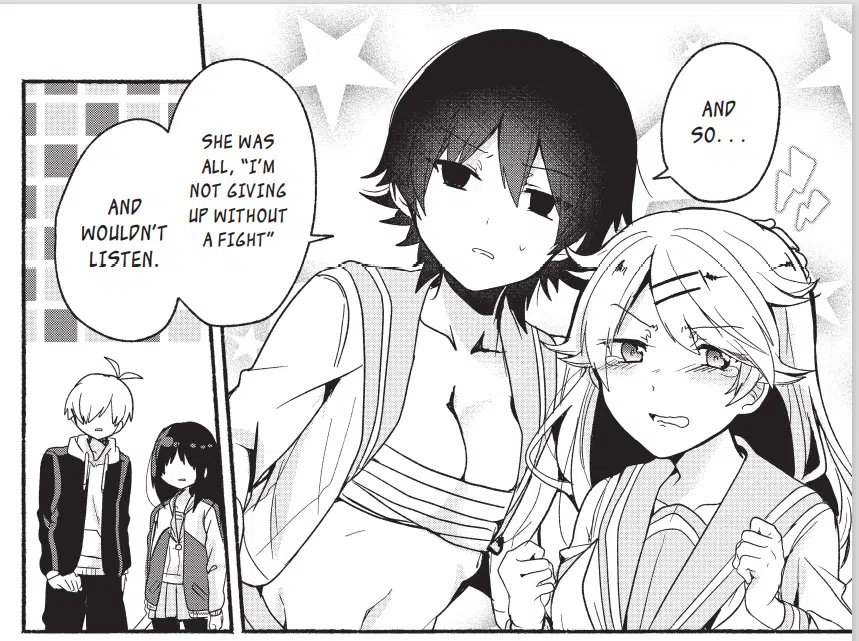 AND
SO...
SHE WAS
ALL, "I'M
NOT GIVING
UP WITHOUT
A FIGHT"
AND
WOULDN'T
LISTEN.